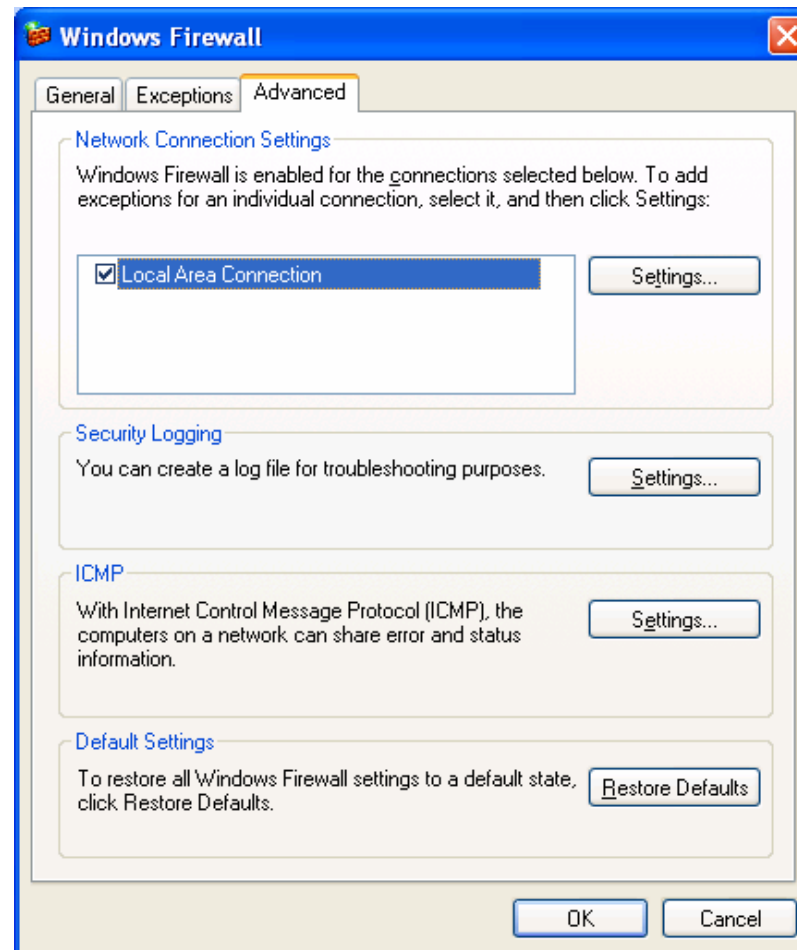 Windows Firewall
General Exceptions Advanced
Network Connection Settings
Windows Firewall is enabled for the connections selected below. To add
exceptions for an individual connection, select it, and then click Settings:
Local Area Connection
Settings...
Security Logging
You can create a log file for troubleshooting purposes.
Settings...
ICMP
With Internet Control Message Protocol (ICMP), the
computers on a network can share error and status
information.
Settings...
Default Settings
To restore all Windows Firewall settings to a default state,
click Restore Defaults.
Restore Defaults
OK Cancel